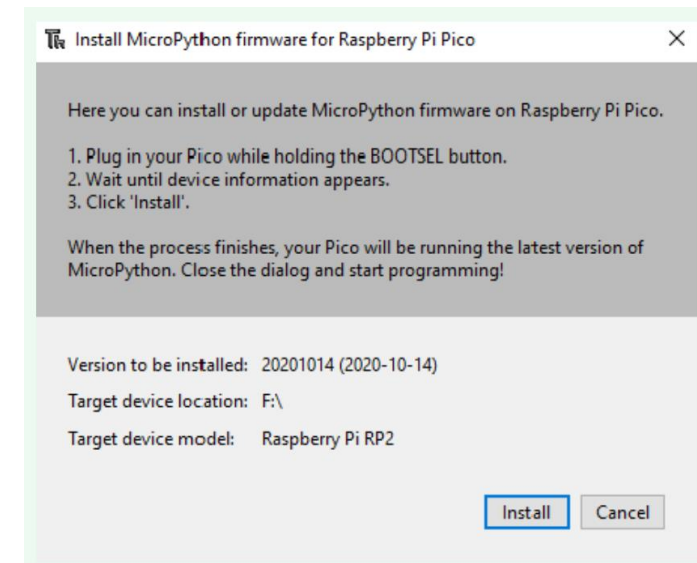 Install MicroPython firmware for Raspberry Pi Pico
Here you can install or update MicroPython firmware on Raspberry Pi Pico.
1. Plug in your Pico while holding the BOOTSEL button.
2. Wait until device information appears.
3. Click 'Install'.
When the process finishes, your Pico will be running the latest version of
MicroPython. Close the dialog and start programming!
Version to be installed: 20201014 (2020-10-14)
Target device location: F:\
Target device model: Raspberry Pi RP2
Install Cancel